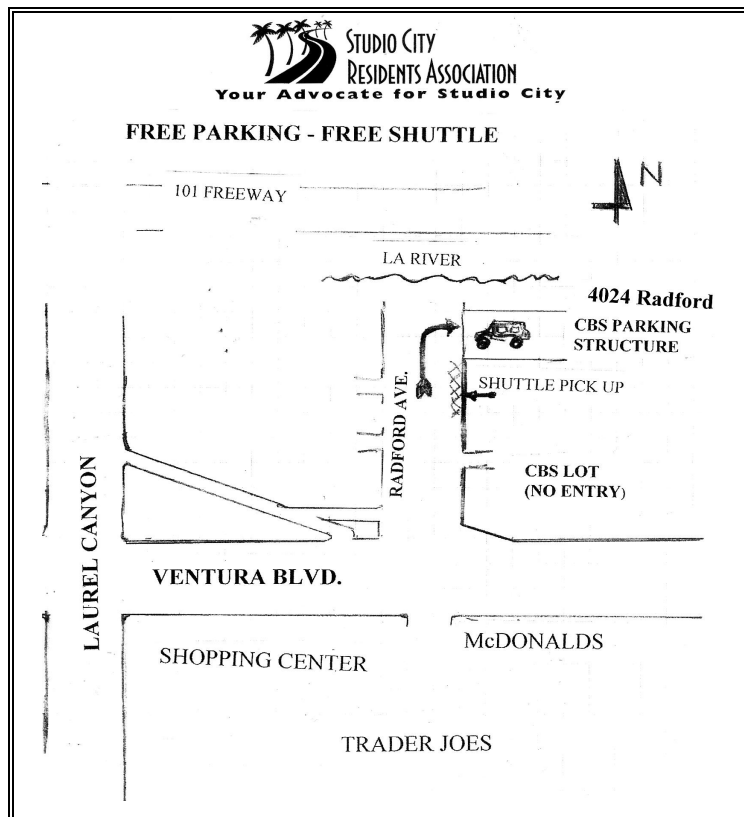 STUDIO CITY
RESIDENTS ASSOCIATION
Your Advocate for Studio City
FREE PARKING - FREE SHUTTLE
N
101 FREEWAY
LA RIVER
4024 Radford
CBS PARKING
STRUCTURE
SHUTTLE PICK UP
RADFORD AVE.
CBS LOT
(NO ENTRY)
LAUREL CANYON
VENTURA BLVD.
McDONALDS
SHOPPING CENTER
TRADER JOES